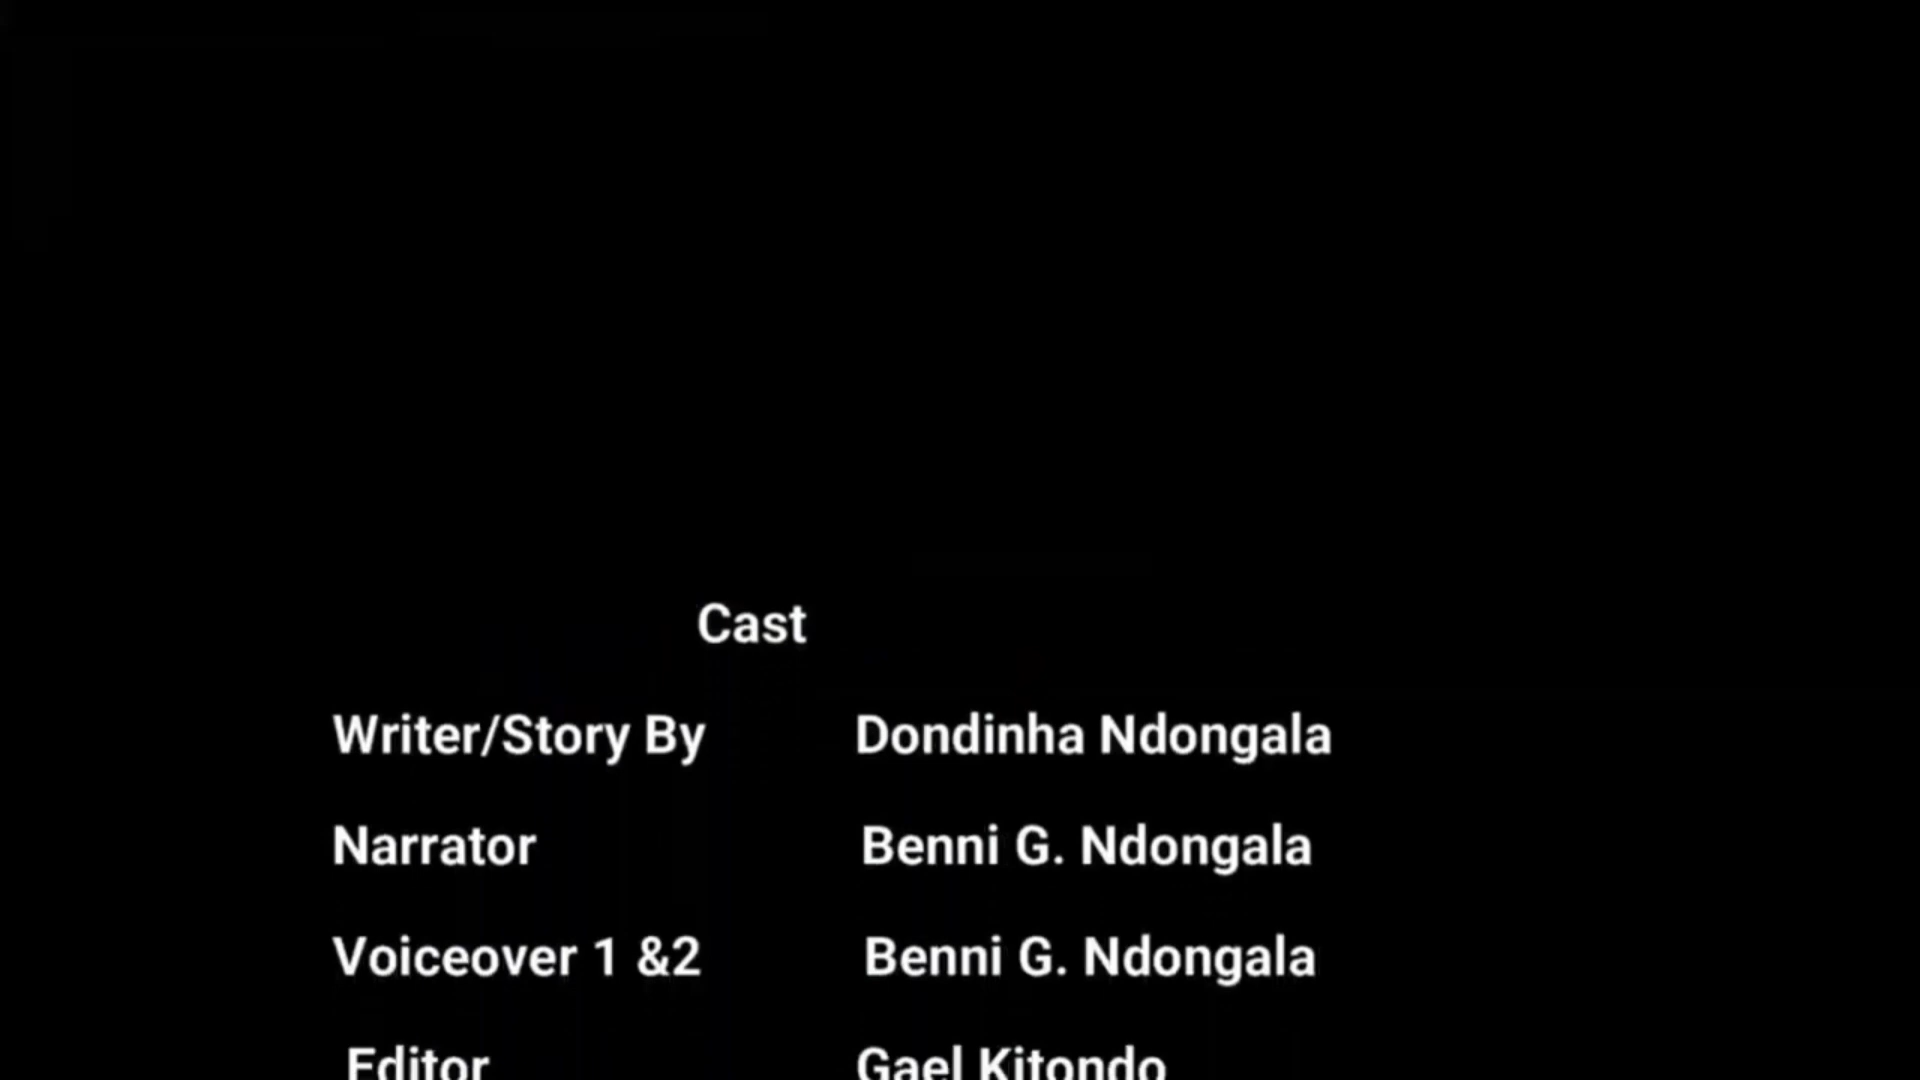 Cast
Writer/Story By Dondinha Ndongala
Narrator Benni G. Ndongala
Voiceover 1 &2 Benni G. Ndongala
Editor Gael Kitondo